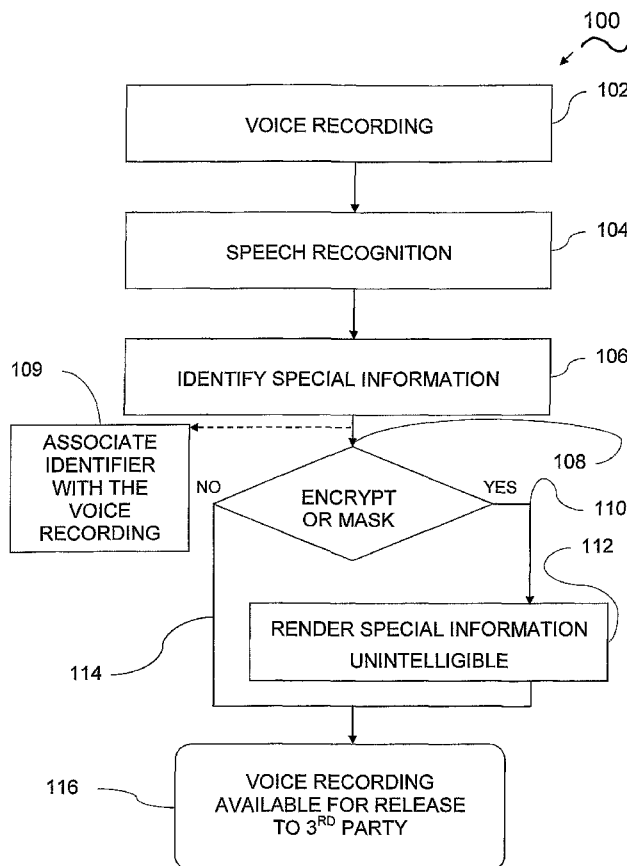 100
102
VOICE RECORDING
104
SPEECH RECOGNITION
106
IDENTIFY SPECIAL INFORMATION
109
ASSOCIATE
IDENTIFIER
WITH THE
VOICE
RECORDING
108
NO
ENCRYPT
OR MASK
YES
110
112
RENDER SPECIAL INFORMATION
UNINTELLIGIBLE
114
116
VOICE RECORDING
AVAILABLE FOR RELEASE
TO 3RD PARTY